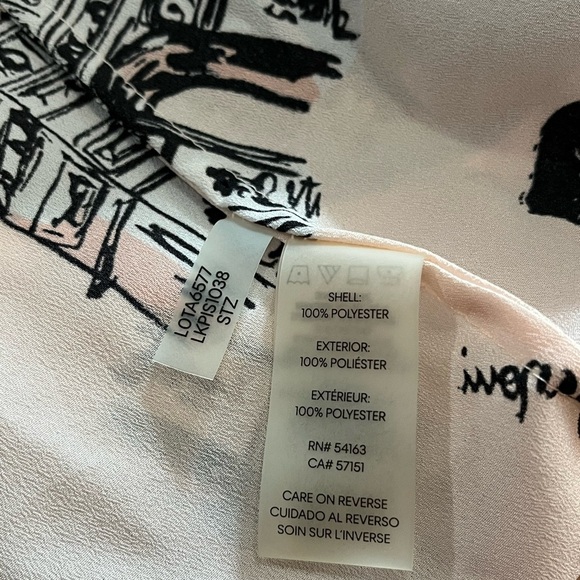 LOTA6577
LKPIS1038
STZ
SHELL:
100% POLYESTER
EXTERIOR:
100% POLIÉSTER
EXTÉRIEUR:
100% POLYESTER
RN# 54163
CA# 57151
CARE ON REVERSE
CUIDADO AL REVERSO
SOIN SUR L'INVERSE